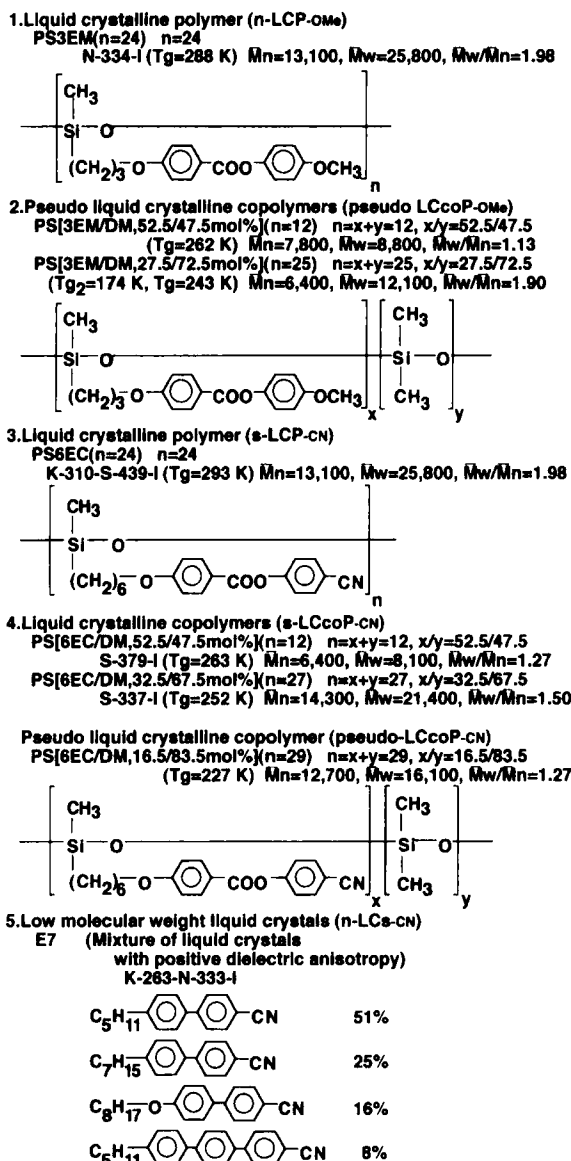 1.Liquid crystalline polymer (n-LCP-OMe)
PS3EM(n=24) n=24
N-334-I (Tg=288 K) M̄n=13,100, M̄w=25,800, M̄w/M̄n=1.98
CH3
Si O
(CH2)3 O COO OCH3
n
2.Pseudo liquid crystalline copolymers (pseudo LCcoP-OMe)
PS[3EM/DM,52.5/47.5mol%](n=12) n=x+y=12, x/y=52.5/47.5
(Tg=262 K) M̄n=7,800, M̄w=8,800, M̄w/M̄n=1.13
PS[3EM/DM,27.5/72.5mol%](n=25) n=x+y=25, x/y=27.5/72.5
(Tg2=174 K, Tg=243 K) M̄n=6,400, M̄w=12,100, M̄w/M̄n=1.90
CH3 CH3
Si O Si O
(CH2)3 O COO OCH3 CH3
x y
3.Liquid crystalline polymer (s-LCP-CN)
PS6EC(n=24) n=24
K-310-S-439-I (Tg=293 K) M̄n=13,100, M̄w=25,800, M̄w/M̄n=1.98
CH3
Si O
(CH2)6 O COO CN
n
4.Liquid crystalline copolymers (s-LCcoP-CN)
PS[6EC/DM,52.5/47.5mol%](n=12) n=x+y=12, x/y=52.5/47.5
S-379-I (Tg=263 K) M̄n=6,400, M̄w=8,100, M̄w/M̄n=1.27
PS[6EC/DM,32.5/67.5mol%](n=27) n=x+y=27, x/y=32.5/67.5
S-337-I (Tg=252 K) M̄n=14,300, M̄w=21,400, M̄w/M̄n=1.50
Pseudo liquid crystalline copolymer (pseudo-LCcoP-CN)
PS[6EC/DM,16.5/83.5mol%](n=29) n=x+y=29, x/y=16.5/83.5
(Tg=227 K) M̄n=12,700, M̄w=16,100, M̄w/M̄n=1.27
CH3 CH3
Si O Si O
(CH2)6 O COO CN CH3
x y
5.Low molecular weight liquid crystals (n-LCs-CN)
E7 (Mixture of liquid crystals
with positive dielectric anisotropy)
K-263-N-333-I
C5H11 CN 51%
C7H15 CN 25%
C8H17 O CN 16%
C5H11 CN 8%